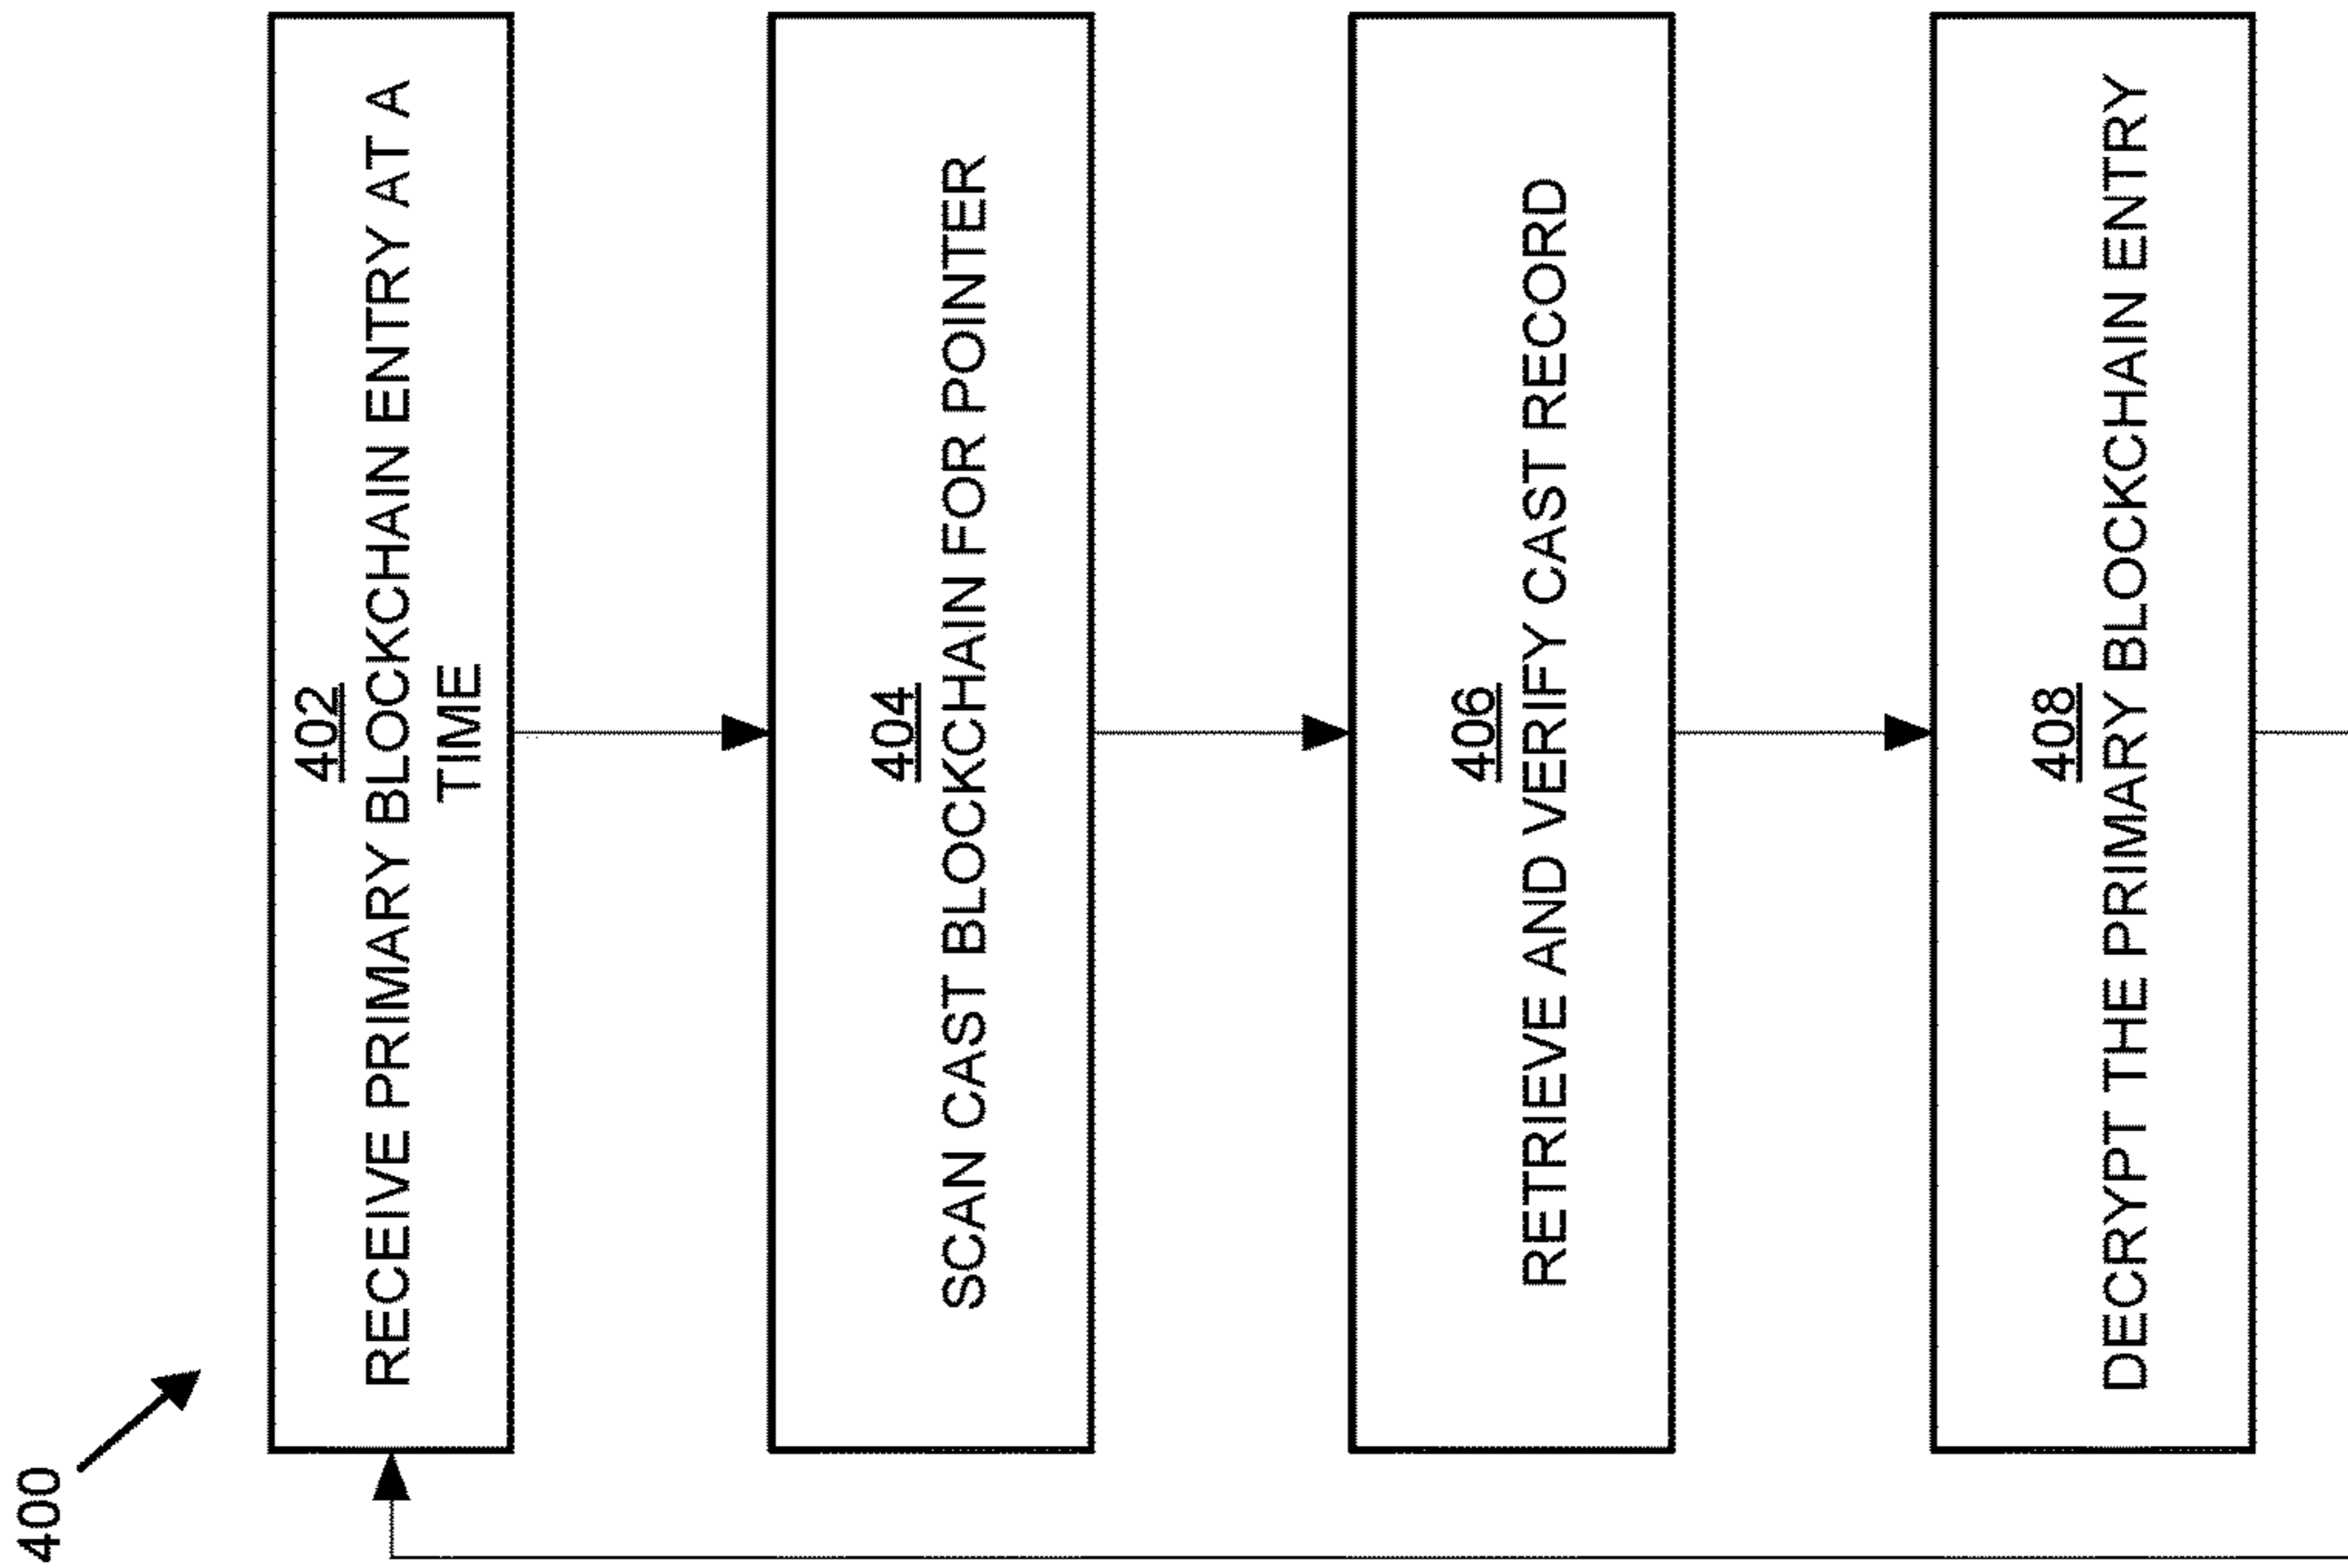 400
402
RECEIVE PRIMARY BLOCKCHAIN ENTRY AT A
TIME
404
SCAN CAST BLOCKCHAIN FOR POINTER
406
RETRIEVE AND VERIFY CAST RECORD
408
DECRYPT THE PRIMARY BLOCKCHAIN ENTRY